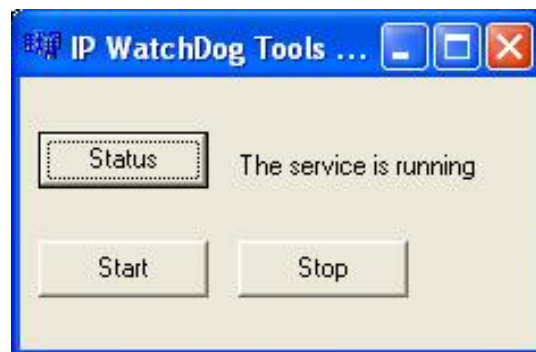 IP WatchDog Tools ...
Status The service is running
Start Stop